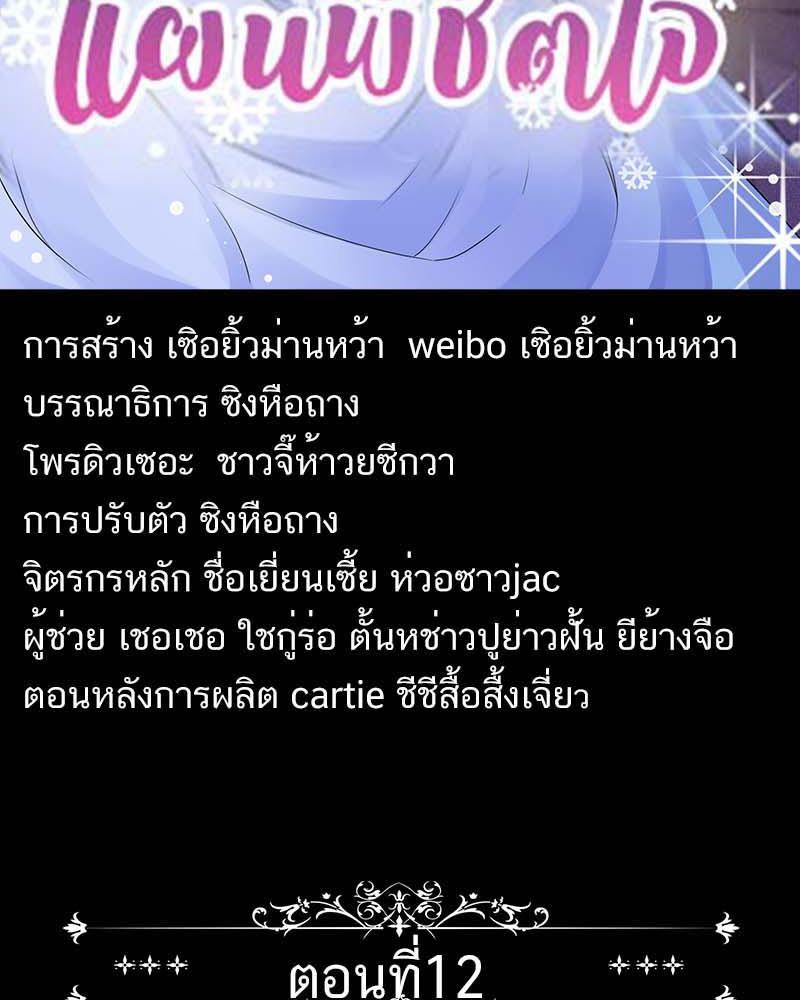 แผนพิชิตใจ
การสร้าง เซิอยิ้วม่านหว้า weibo เซิอยิ้วม่านหว้า
บรรณาธิการ ซิงหือถาง
โพรดิวเซอะ ชาวจี๊ห้าวยซีกวา
การปรับตัว ซิงหือถาง
จิตรกรหลัก ชื่อเยี่ยนเซี้ย ห่วอซาวjac
ผู้ช่วย เชอเชอ ใชกู่ร่อ ตั้นหช่าวปูย่าวฝั้น ยีย้างจือ
ตอนหลังการผลิต cartie ชีชีสื้อสิ้งเจี่ยว
ตอนที่12